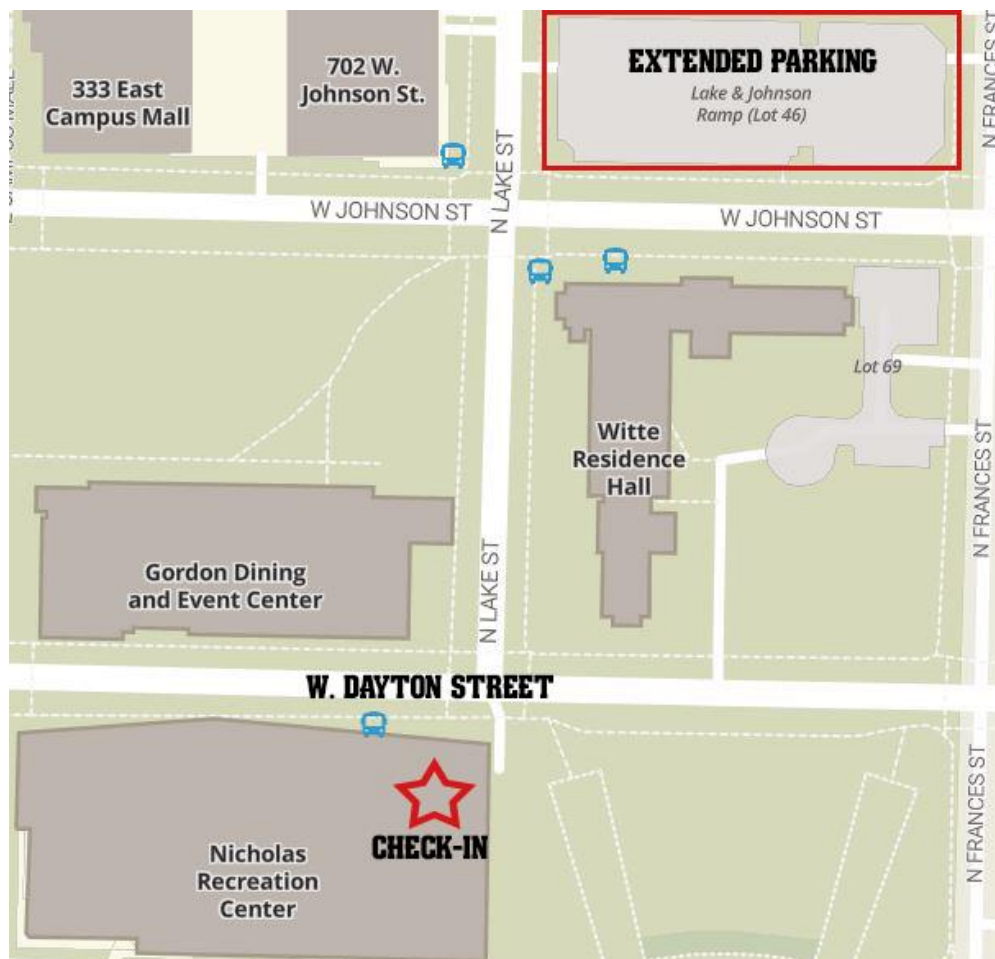 333 East
Campus Mall
702 W.
Johnson St.
EXTENDED PARKING
Lake & Johnson
Ramp (Lot 46)
N FRANCES ST
N LAKE ST
W JOHNSON ST
W JOHNSON ST
Lot 69
Witte
Residence
Hall
N FRANCES ST
Gordon Dining
and Event Center
N LAKE ST
W. DAYTON STREET
CHECK-IN
Nicholas
Recreation
Center
N FRANCES ST